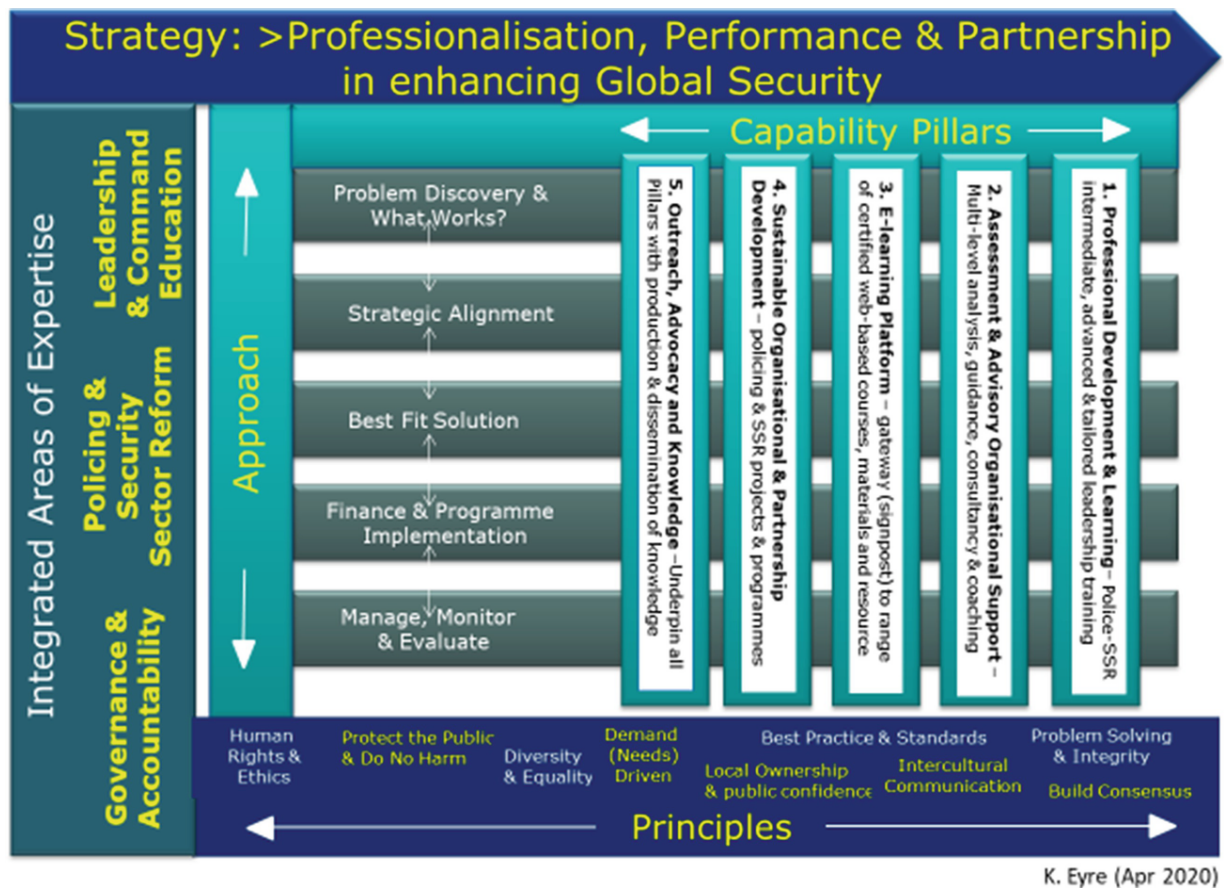 Strategy: >Professionalisation, Performance & Partnership
in enhancing Global Security
Integrated Areas of Expertise
Leadership
& Command
Education
Policing &
Security
Sector Reform
Governance &
Accountability
Approach
Capability Pillars
Problem Discovery &
What Works?
Strategic Alignment
Best Fit Solution
Finance & Programme
Implementation
Manage, Monitor
& Evaluate
5. Outreach, Advocacy and Knowledge –Underpin all
Pillars with production & dissemination of knowledge
4. Sustainable Organisational & Partnership
Development – policing & SSR projects & programmes
3. E-learning Platform – gateway (signpost) to range
of certified web-based courses, materials and resource
2. Assessment & Advisory Organisational Support –
Multi-level analysis, guidance, consultancy & coaching
1. Professional Development & Learning– Police-SSR
intermediate, advanced & tailored leadership training
Human
Rights &
Ethics
Protect the Public
& Do No Harm
Diversity
& Equality
Demand
(Needs)
Driven
Best Practice & Standards
Local Ownership
& public confidence
Intercultural
Communication
Problem Solving
& Integrity
Build Consensus
Principles
K. Eyre (Apr 2020)